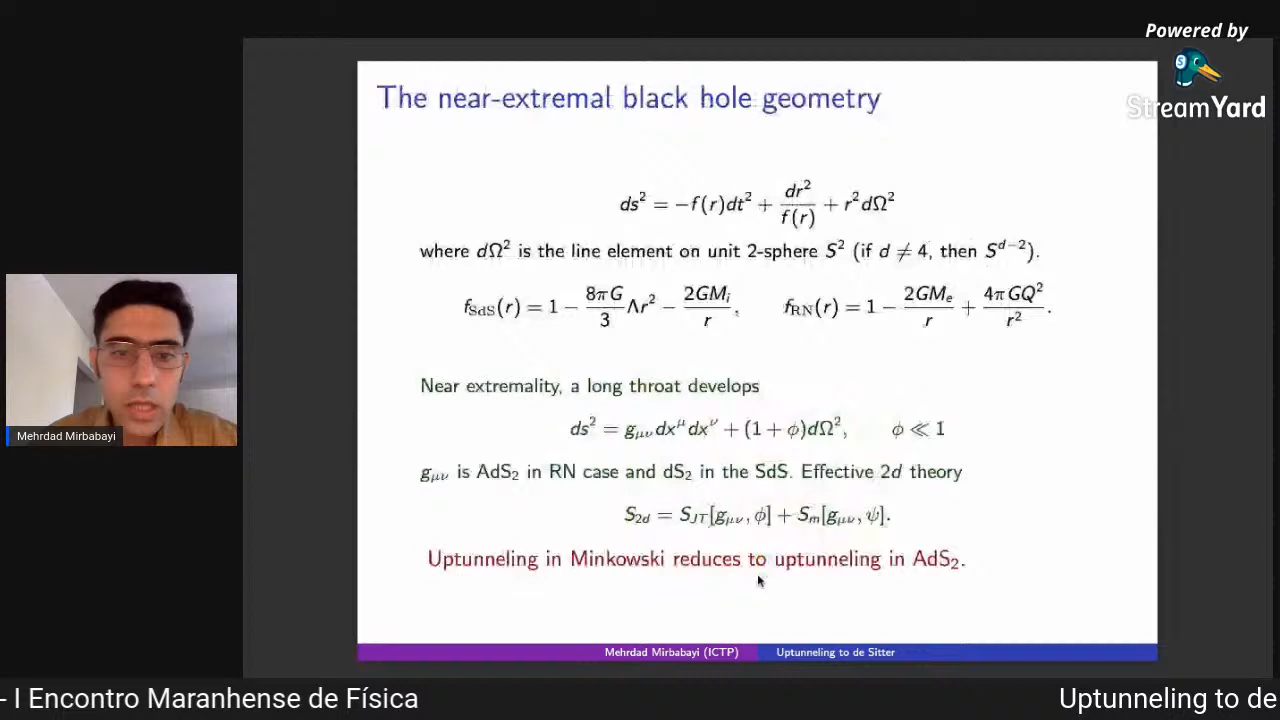 Powered by
StreamYard
The near-extremal black hole geometry
ds² = −f(r)dt² + dr²/f(r) + r²dΩ²
where dΩ² is the line element on unit 2-sphere S² (if d ≠ 4, then S^{d−2}).
f_SdS(r) = 1 − 8πG/3 Λr² − 2GM_i/r, f_RN(r) = 1 − 2GM_e/r + 4πGQ²/r².
Near extremality, a long throat develops
ds² = g_μν dx^μ dx^ν + (1 + ϕ)dΩ², ϕ ≪ 1
g_μν is AdS₂ in RN case and dS₂ in the SdS. Effective 2d theory
S_2d = S_JT[g_μν, ϕ] + S_m[g_μν, ψ].
Uptunneling in Minkowski reduces to uptunneling in AdS₂.
Mehrdad Mirbabayi (ICTP) Uptunneling to de Sitter
Mehrdad Mirbabayi
- I Encontro Maranhense de Física Uptunneling to de